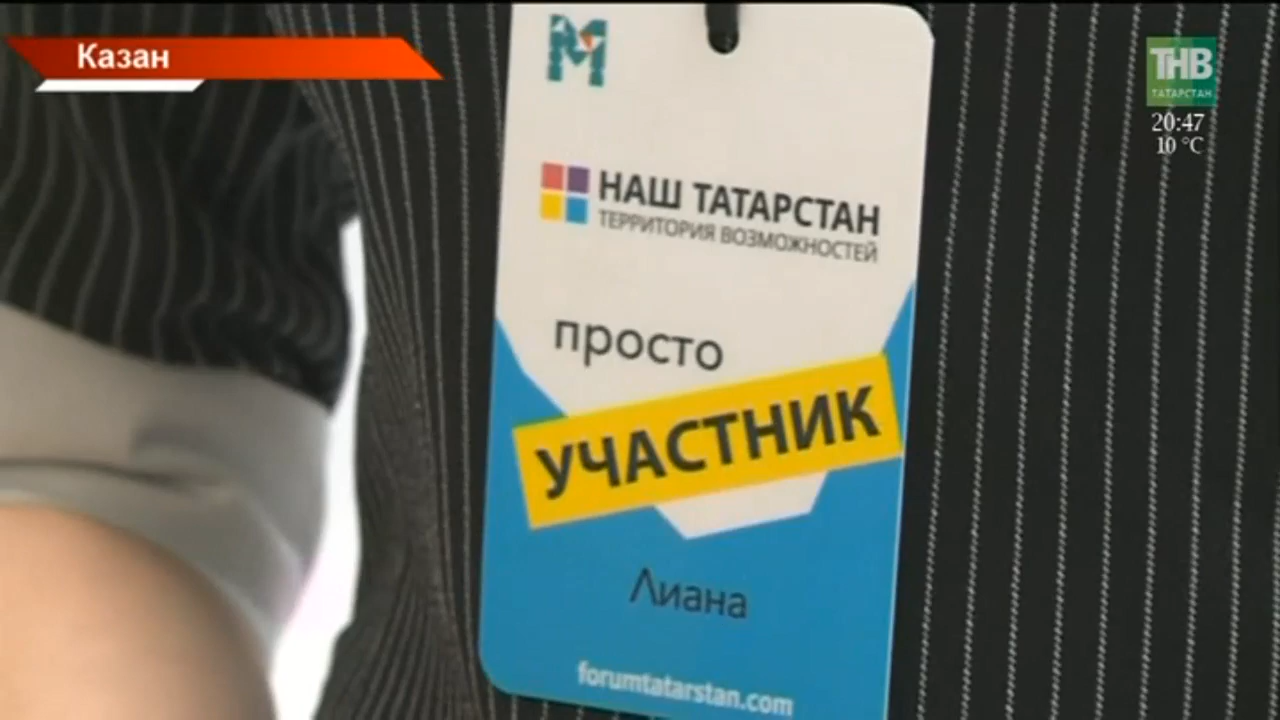 Казан
ТНВ
ТАТАРСТАН
20:47
10 °C
М
НАШ ТАТАРСТАН
ТЕРРИТОРИЯ ВОЗМОЖНОСТЕЙ
просто
УЧАСТНИК
Лиана
forumtatarstan.com